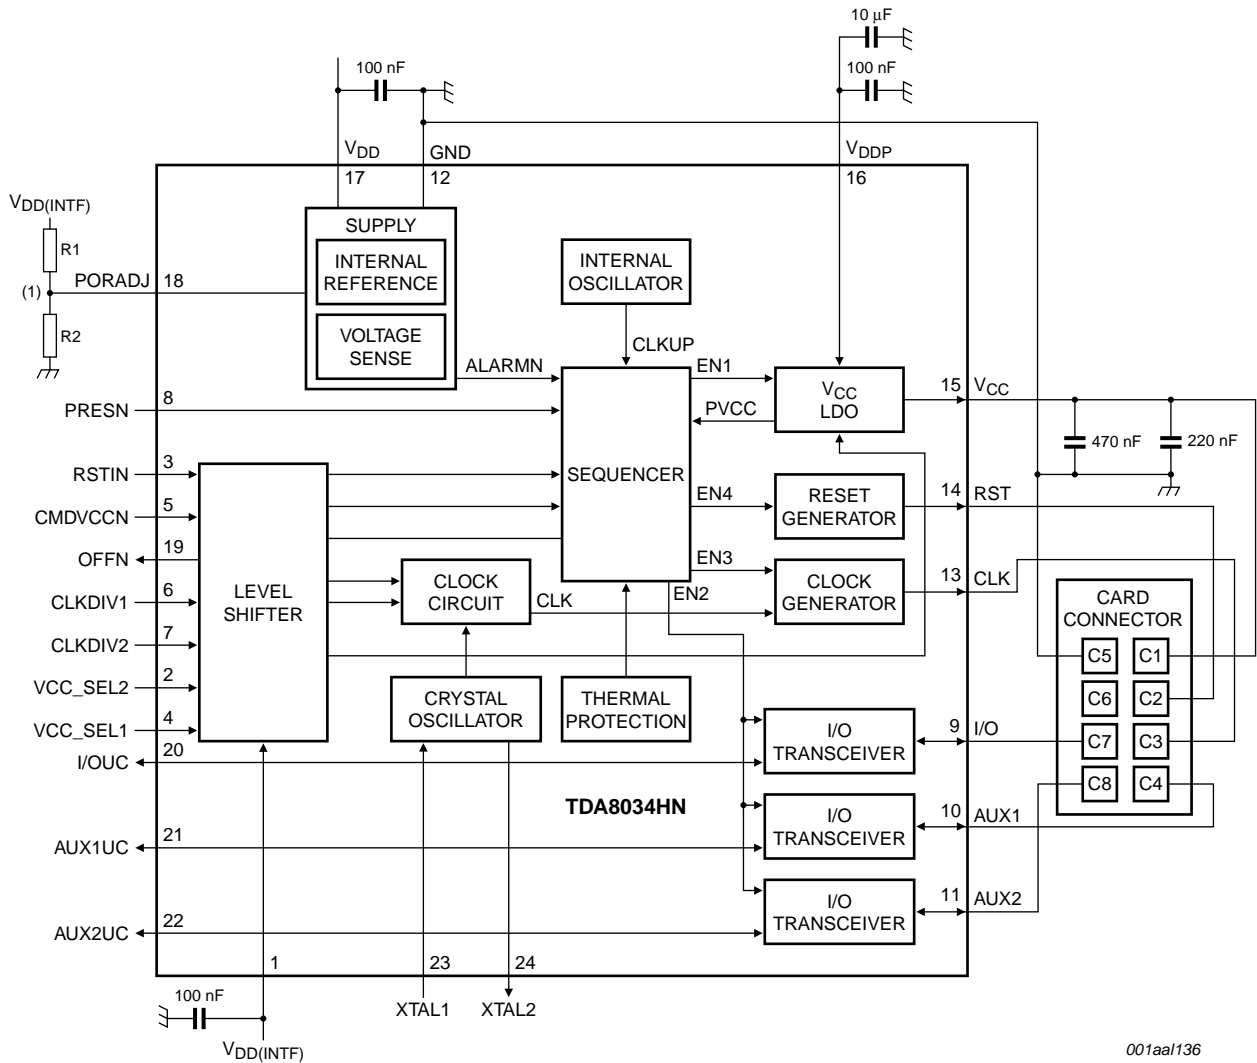 10 μF
100 nF
100 nF
VDD
GND
VDDP
17
12
16
VDD(INTF)
R1
PORADJ
18
(1)
R2
SUPPLY
INTERNAL
REFERENCE
VOLTAGE
SENSE
INTERNAL
OSCILLATOR
CLKUP
ALARMN
EN1
PVCC
VCC
LDO
15
VCC
470 nF
220 nF
8
PRESN
3
RSTIN
5
CMDVCCN
19
OFFN
6
CLKDIV1
7
CLKDIV2
2
VCC_SEL2
4
VCC_SEL1
20
I/OUC
LEVEL
SHIFTER
SEQUENCER
EN4
RESET
GENERATOR
14
RST
EN3
EN2
CLOCK
CIRCUIT
CLK
CLOCK
GENERATOR
13
CLK
CARD
CONNECTOR
C5
C1
C6
C2
C7
C3
C8
C4
CRYSTAL
OSCILLATOR
THERMAL
PROTECTION
I/O
TRANSCEIVER
9
I/O
TDA8034HN
I/O
TRANSCEIVER
10
AUX1
21
AUX1UC
I/O
TRANSCEIVER
11
AUX2
22
AUX2UC
1
23
24
100 nF
XTAL1
XTAL2
VDD(INTF)
001aal136